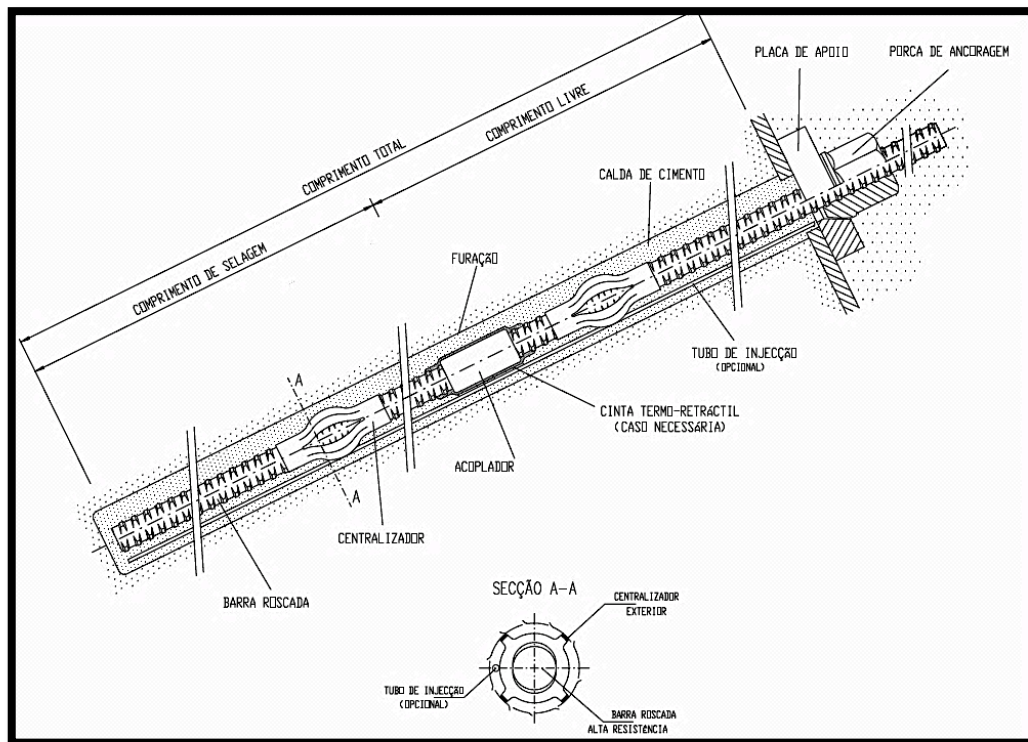 PLACA DE APOIO
PORCA DE ANCORAGEM
COMPRIMENTO TOTAL
COMPRIMENTO LIVRE
COMPRIMENTO DE SELAGEM
CALDA DE CIMENTO
FURAÇÃO
TUBO DE INJECÇÃO
(OPCIONAL)
CINTA TERMO-RETRÁCTIL
(CASO NECESSÁRIA)
ACOPLADOR
A
A
CENTRALIZADOR
BARRA ROSCADA
SECÇÃO A-A
CENTRALIZADOR
EXTERIOR
TUBO DE INJECÇÃO
(OPCIONAL)
BARRA ROSCADA
ALTA RESISTÊNCIA